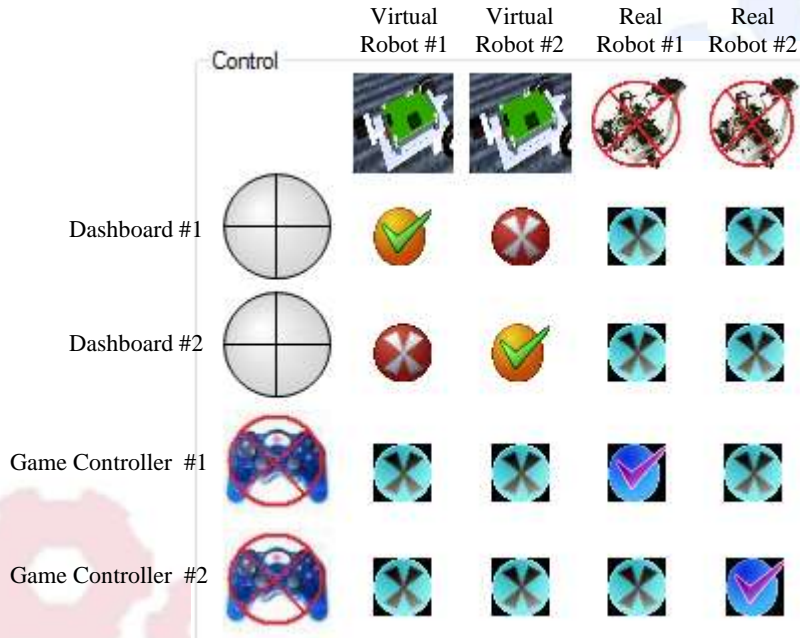 Virtual Robot #1
Virtual Robot #2
Real Robot #1
Real Robot #2
Control
Dashboard #1
Dashboard #2
Game Controller #1
Game Controller #2